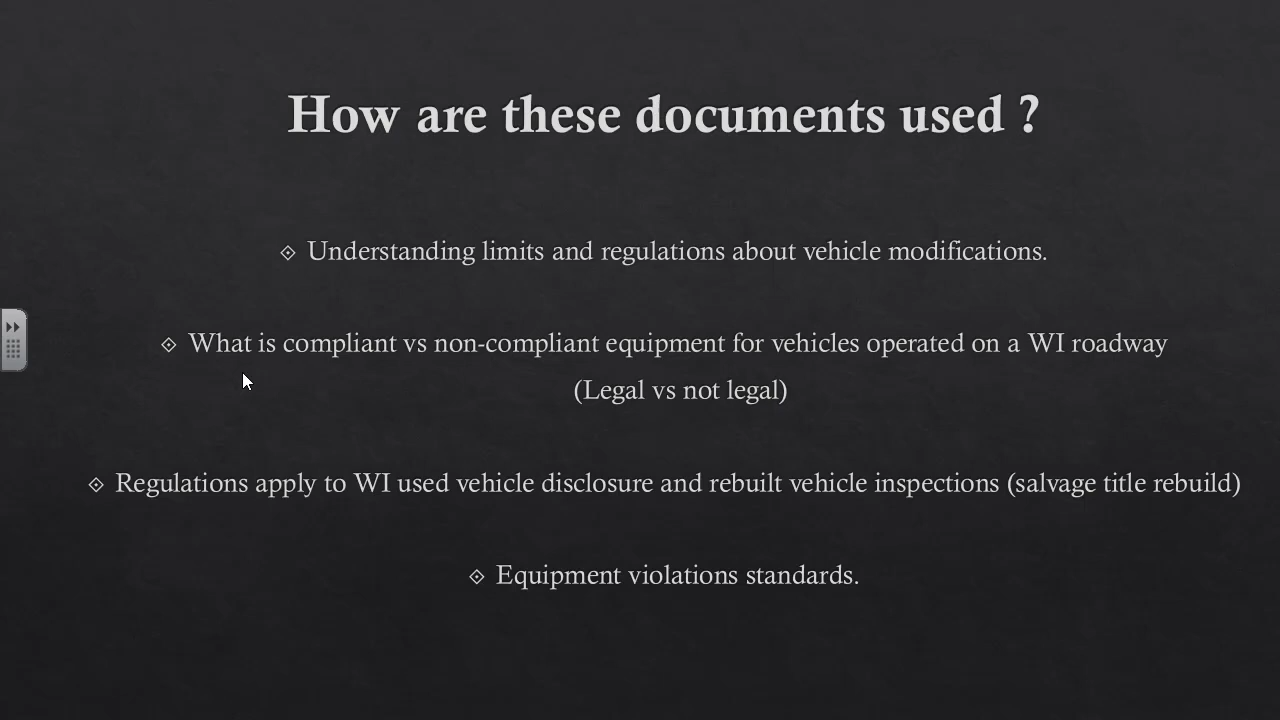 How are these documents used ?
Understanding limits and regulations about vehicle modifications.
What is compliant vs non-compliant equipment for vehicles operated on a WI roadway
(Legal vs not legal)
Regulations apply to WI used vehicle disclosure and rebuilt vehicle inspections (salvage title rebuild)
Equipment violations standards.